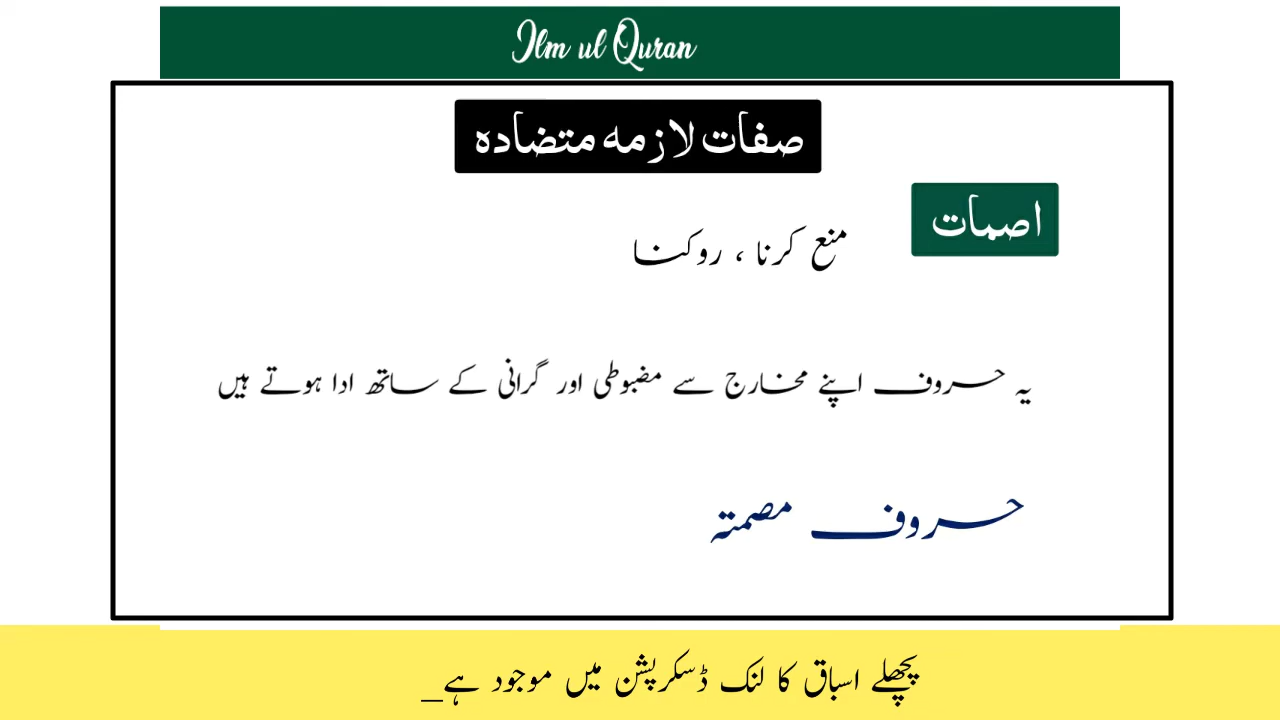 Ilm ul Quran
صفات لازمہ متضادہ
اصمات
منع کرنا ، روکنا
یہ حروف اپنے مخارج سے مضبوطی اور گرانی کے ساتھ ادا ہوتے ہیں
حروف مصمتہ
پچھلے اسباق کا لنک ڈسکرپشن میں موجود ہے_